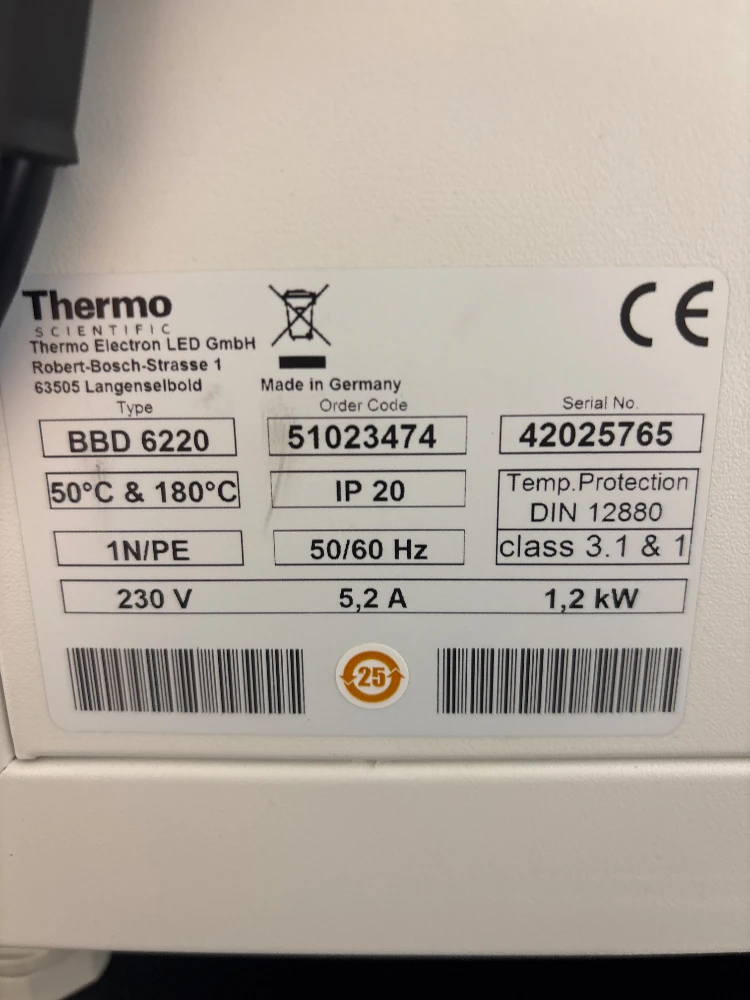 Thermo
SCIENTIFIC
Thermo Electron LED GmbH
Robert-Bosch-Strasse 1
63505 Langenselbold
Made in Germany
CE
Type
Order Code
Serial No.
BBD 6220
51023474
42025765
50°C & 180°C
IP 20
Temp.Protection
DIN 12880
class 3.1 & 1
1N/PE
50/60 Hz
230 V 5,2 A 1,2 kW
25